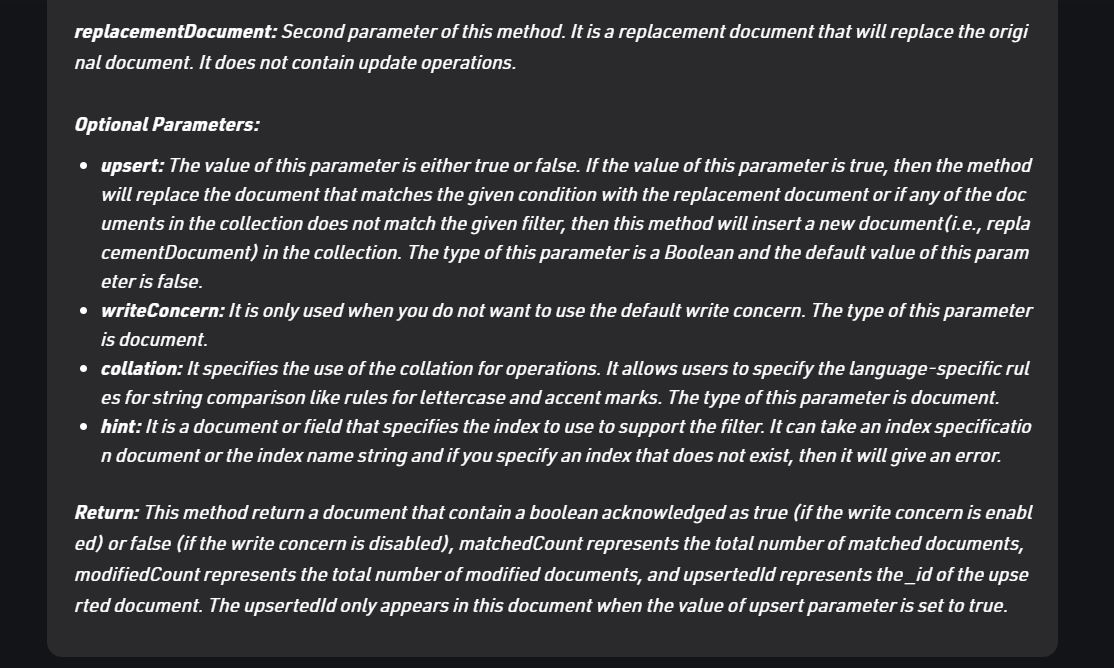 replacementDocument: Second parameter of this method. It is a replacement document that will replace the origi
nal document. It does not contain update operations.
Optional Parameters:
• upsert: The value of this parameter is either true or false. If the value of this parameter is true, then the method
will replace the document that matches the given condition with the replacement document or if any of the doc
uments in the collection does not match the given filter, then this method will insert a new document(i.e., repla
cementDocument) in the collection. The type of this parameter is a Boolean and the default value of this param
eter is false.
• writeConcern: It is only used when you do not want to use the default write concern. The type of this parameter
is document.
• collation: It specifies the use of the collation for operations. It allows users to specify the language-specific rul
es for string comparison like rules for lettercase and accent marks. The type of this parameter is document.
• hint: It is a document or field that specifies the index to use to support the filter. It can take an index specificatio
n document or the index name string and if you specify an index that does not exist, then it will give an error.
Return: This method return a document that contain a boolean acknowledged as true (if the write concern is enabl
ed) or false (if the write concern is disabled), matchedCount represents the total number of matched documents,
modifiedCount represents the total number of modified documents, and upsertedId represents the _id of the upse
rted document. The upsertedId only appears in this document when the value of upsert parameter is set to true.